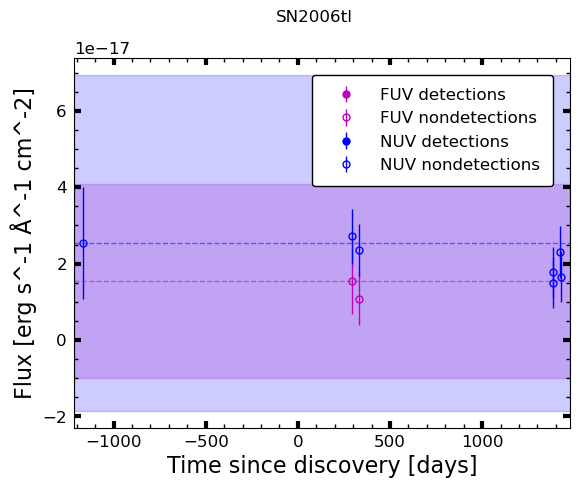 SN2006tl
1e−17
FUV detections
FUV nondetections
NUV detections
NUV nondetections
6
4
2
0
−2
Flux [erg s^-1 Å^-1 cm^-2]
−1000
−500
0
500
1000
Time since discovery [days]